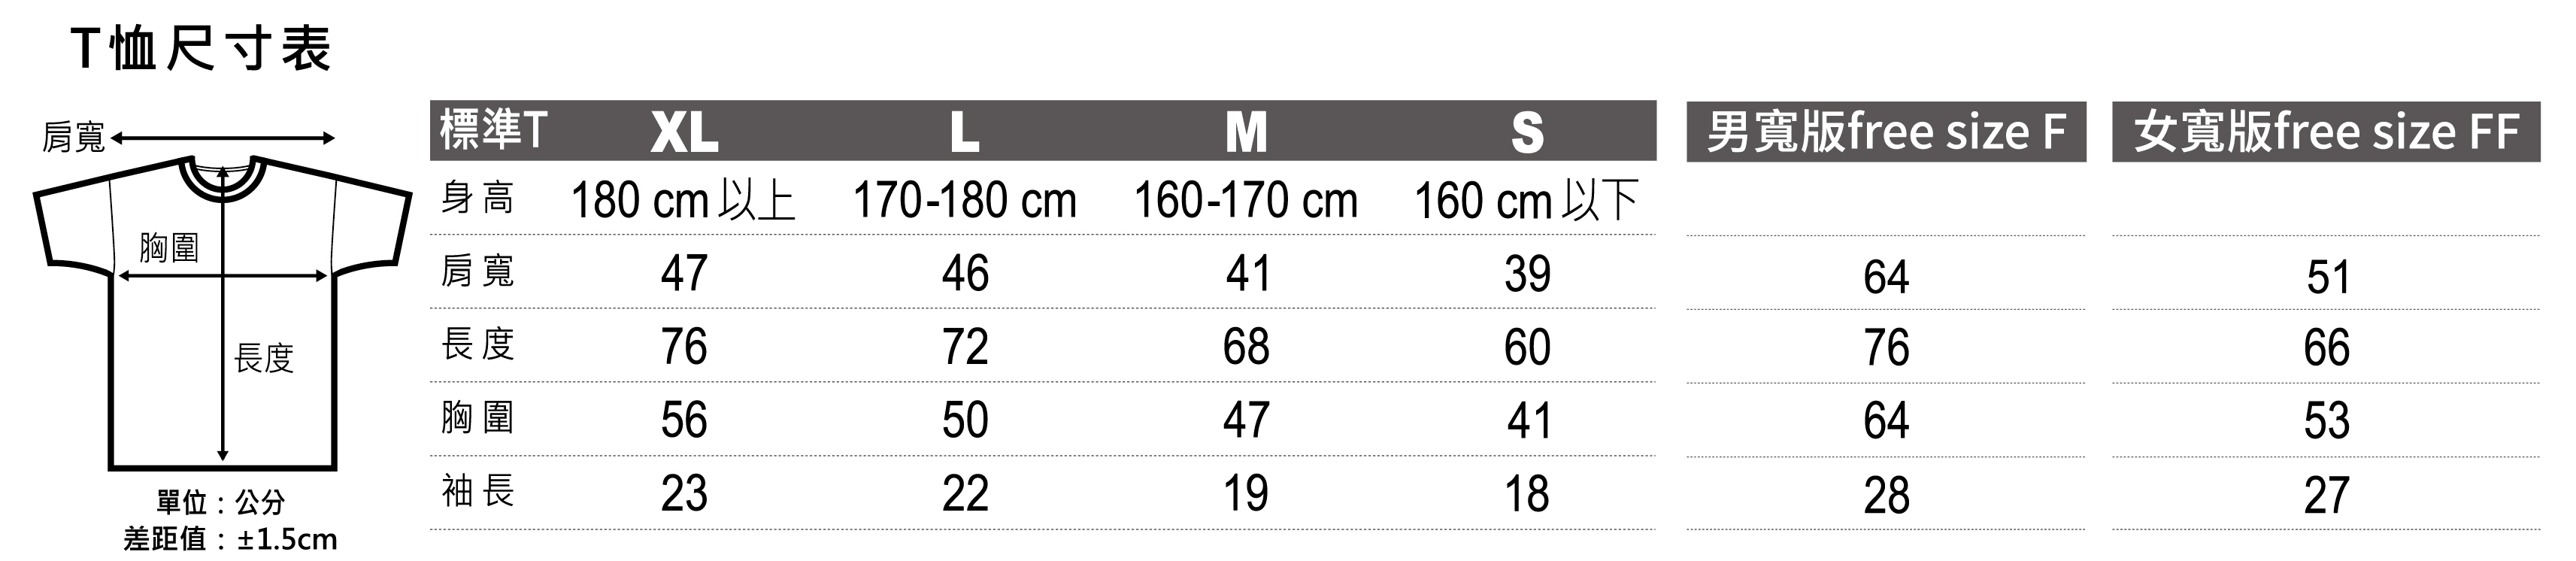 T恤尺寸表
肩寬
胸圍
長度
單位：公分
差距值：±1.5cm
標準T XL L M S 男寬版free size F 女寬版free size FF
身高 180 cm以上 170-180 cm 160-170 cm 160 cm以下
肩寬 47 46 41 39 64 51
長度 76 72 68 60 76 66
胸圍 56 50 47 41 64 53
袖長 23 22 19 18 28 27